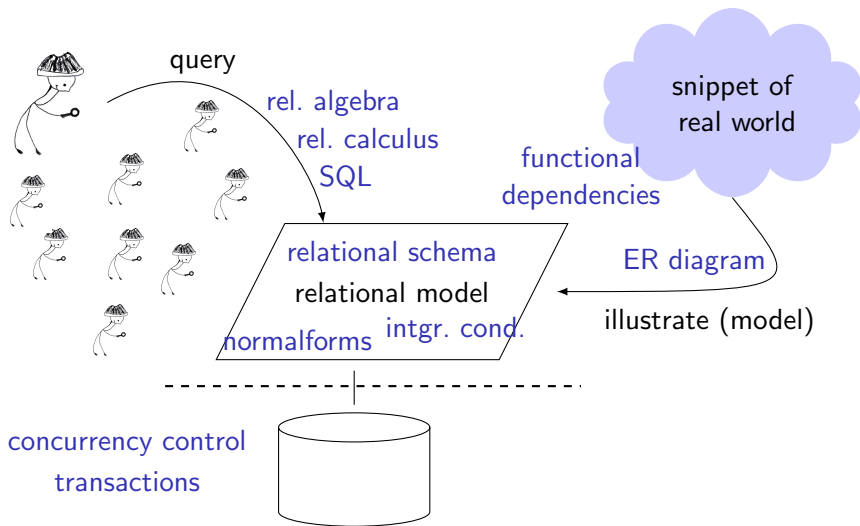 query
rel. algebra
rel. calculus
SQL
snippet of
real world
functional
dependencies
ER diagram
illustrate (model)
relational schema
relational model
intgr. cond.
normalforms
concurrency control
transactions